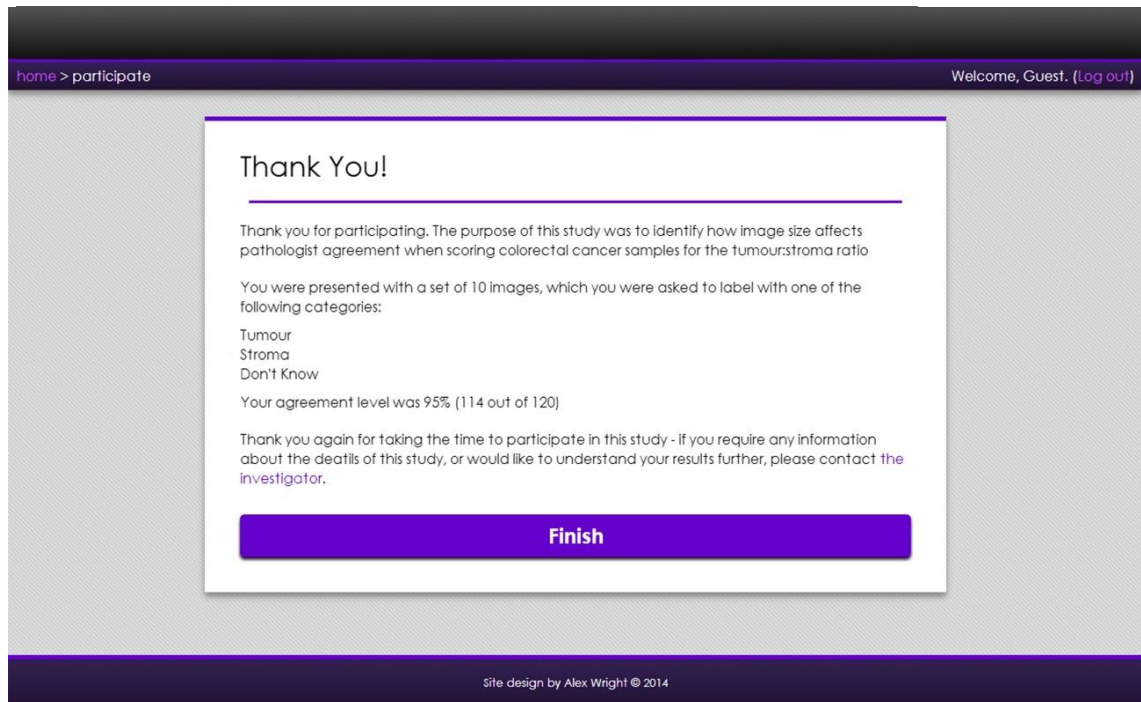 home > participate
Welcome, Guest. (Log out)
Thank You!
Thank you for participating. The purpose of this study was to identify how image size affects
pathologist agreement when scoring colorectal cancer samples for the tumour:stroma ratio
You were presented with a set of 10 images, which you were asked to label with one of the
following categories:
Tumour
Stroma
Don't Know
Your agreement level was 95% (114 out of 120)
Thank you again for taking the time to participate in this study - if you require any information
about the deatils of this study, or would like to understand your results further, please contact the
investigator.
Finish
Site design by Alex Wright © 2014